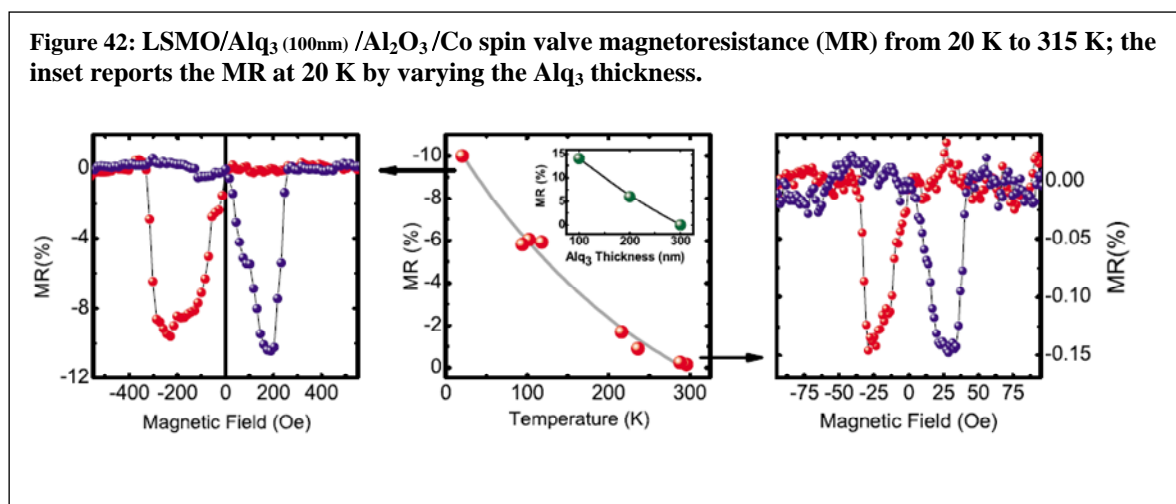 Figure 42: LSMO/Alq3 (100nm) /Al2O3 /Co spin valve magnetoresistance (MR) from 20 K to 315 K; the
inset reports the MR at 20 K by varying the Alq3 thickness.
0
-4
-8
-12
MR(%)
-400 -200 0 200 400
Magnetic Field (Oe)
-10
-8
-6
-4
-2
0
MR (%)
0 100 200 300
Temperature (K)
15
10
5
0
MR (%)
100 200 300
Alq3 Thickness (nm)
0.00
-0.05
-0.10
-0.15
MR(%)
-75 -50 -25 0 25 50 75
Magnetic Field (Oe)